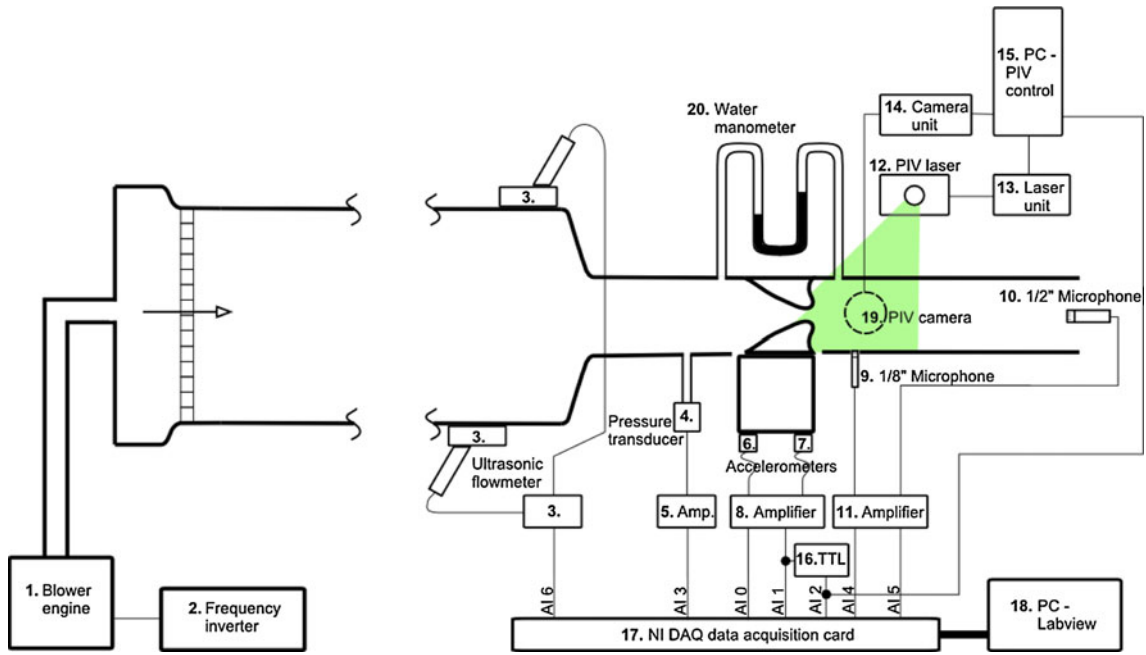 15. PC -
PIV
control
14. Camera
unit
20. Water
manometer
12. PIV laser
13. Laser
unit
3.
10. 1/2" Microphone
19. PIV camera
9. 1/8" Microphone
4.
Pressure
transducer
3.
6.
7.
Ultrasonic
flowmeter
Accelerometers
3.
5. Amp.
8. Amplifier
11. Amplifier
16.TTL
1. Blower
engine
2. Frequency
inverter
AI 6
AI 3
AI 0
AI 1
AI 2
AI 4
AI 5
17. NI DAQ data acquisition card
18. PC -
Labview